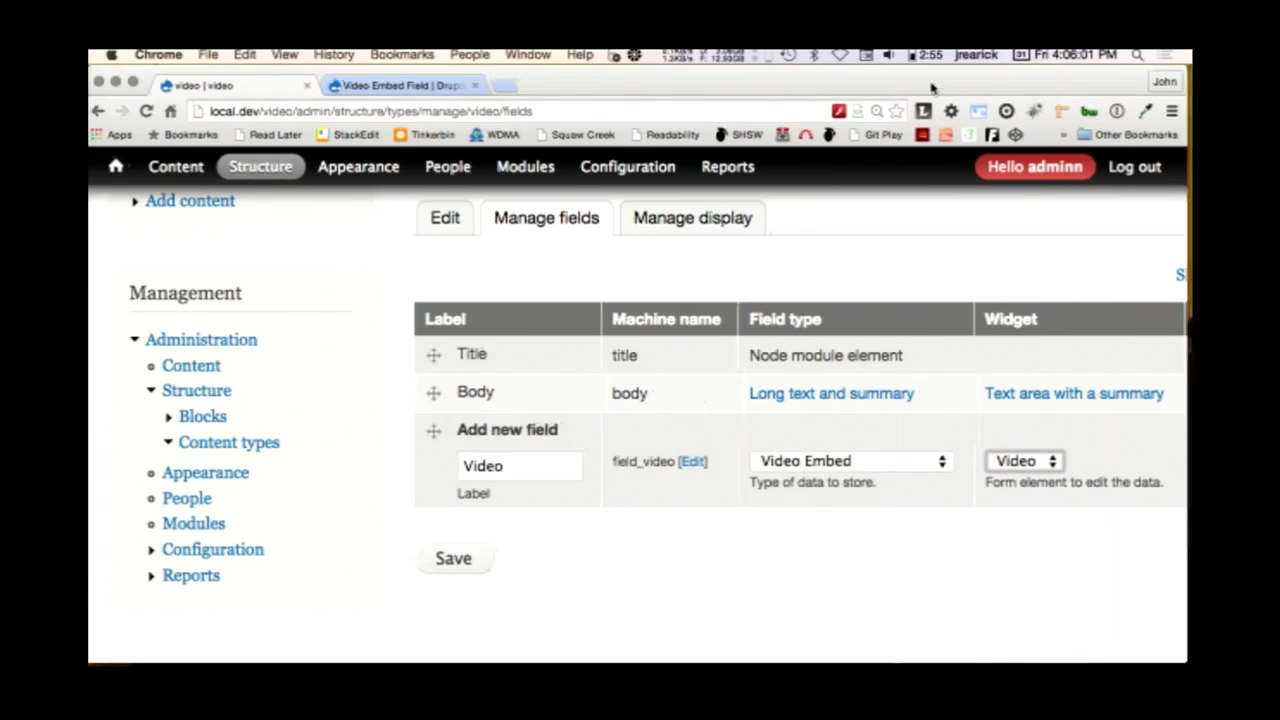 Chrome File Edit View History Bookmarks People Window Help 2:55 jrearick Fri 4:06:01 PM
video | video Video Embed Field | Drup John
local.dev/video/admin/structure/types/manage/video/fields
Apps Bookmarks Read Later StackEdit Tinkerbin WDMA Squaw Creek Readability SHSW Git Play Other Bookmarks
Content Structure Appearance People Modules Configuration Reports Hello adminn Log out
Add content
Edit Manage fields Manage display
S
Management
Label Machine name Field type Widget
Administration
Title title Node module element
Content
Structure
Body body Long text and summary Text area with a summary
Blocks
Add new field
Content types
Video field_video [Edit] Video Embed Video
Appearance
Type of data to store. Form element to edit the data.
Label
People
Modules
Configuration
Save
Reports